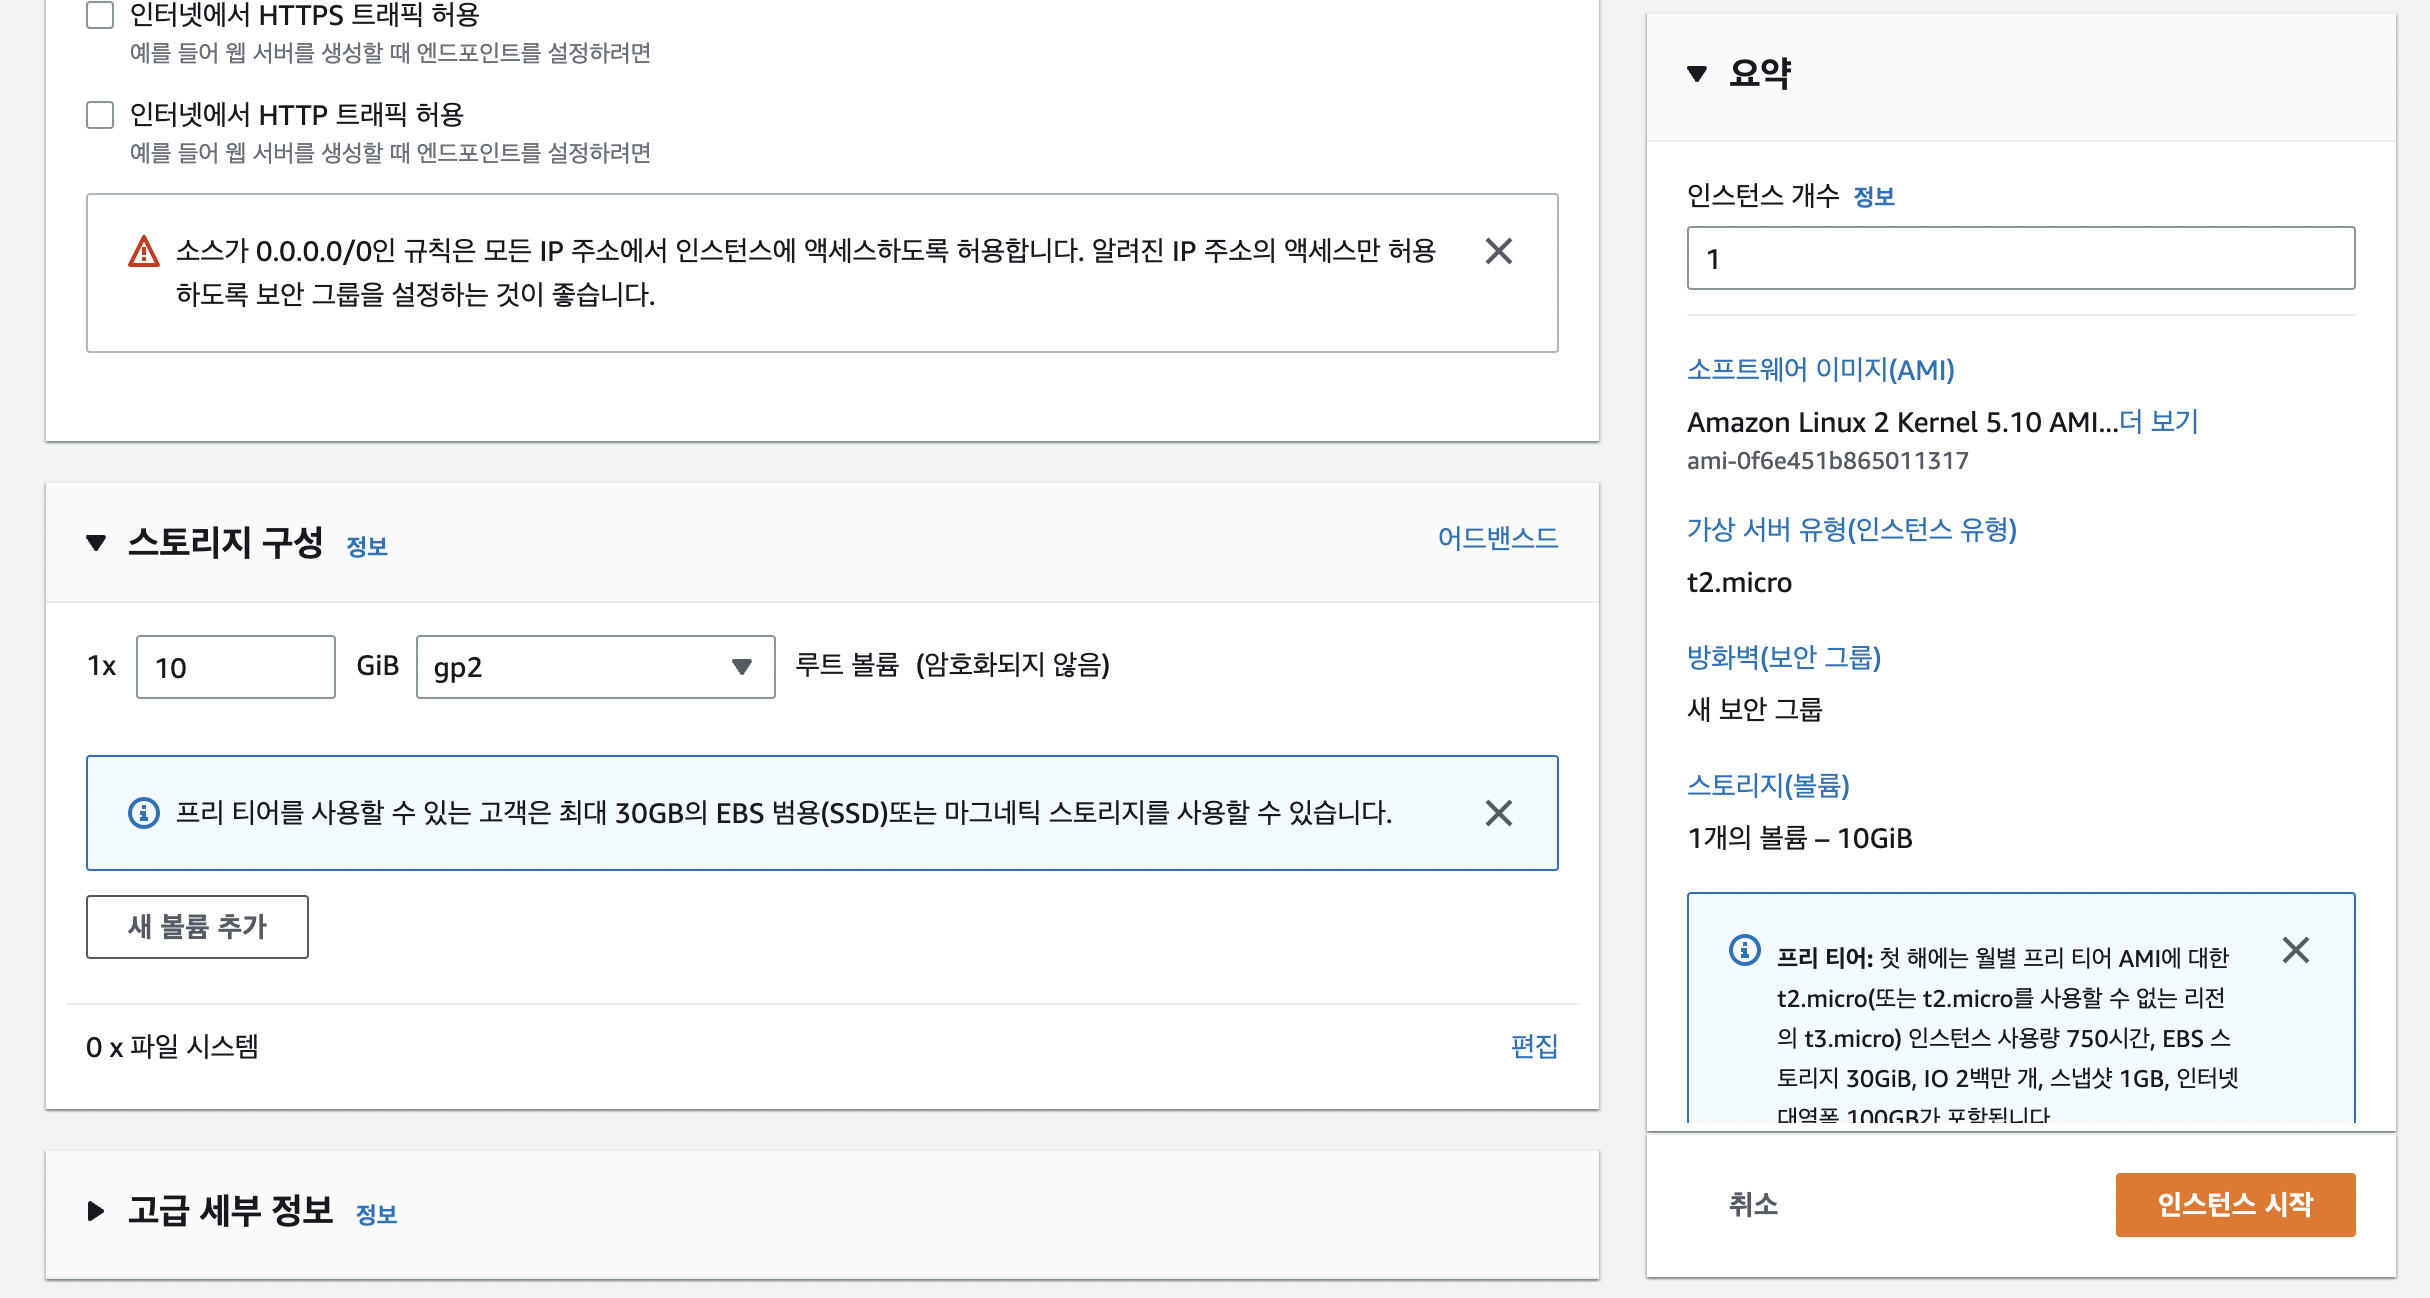 인터넷에서 HTTPS 트래픽 허용
예를 들어 웹 서버를 생성할 때 엔드포인트를 설정하려면
인터넷에서 HTTP 트래픽 허용
예를 들어 웹 서버를 생성할 때 엔드포인트를 설정하려면
소스가 0.0.0.0/0인 규칙은 모든 IP 주소에서 인스턴스에 액세스하도록 허용합니다. 알려진 IP 주소의 액세스만 허용
하도록 보안 그룹을 설정하는 것이 좋습니다.
스토리지 구성 정보
어드밴스드
1x 10 GiB gp2 루트 볼륨 (암호화되지 않음)
프리 티어를 사용할 수 있는 고객은 최대 30GB의 EBS 범용(SSD)또는 마그네틱 스토리지를 사용할 수 있습니다.
새 볼륨 추가
0 x 파일 시스템
편집
고급 세부 정보 정보
요약
인스턴스 개수 정보
1
소프트웨어 이미지(AMI)
Amazon Linux 2 Kernel 5.10 AMI...더 보기
ami-0f6e451b865011317
가상 서버 유형(인스턴스 유형)
t2.micro
방화벽(보안 그룹)
새 보안 그룹
스토리지(볼륨)
1개의 볼륨 – 10GiB
프리 티어: 첫 해에는 월별 프리 티어 AMI에 대한
t2.micro(또는 t2.micro를 사용할 수 없는 리전
의 t3.micro) 인스턴스 사용량 750시간, EBS 스
토리지 30GiB, IO 2백만 개, 스냅샷 1GB, 인터넷
대역폭 100GB가 포함됩니다
취소
인스턴스 시작